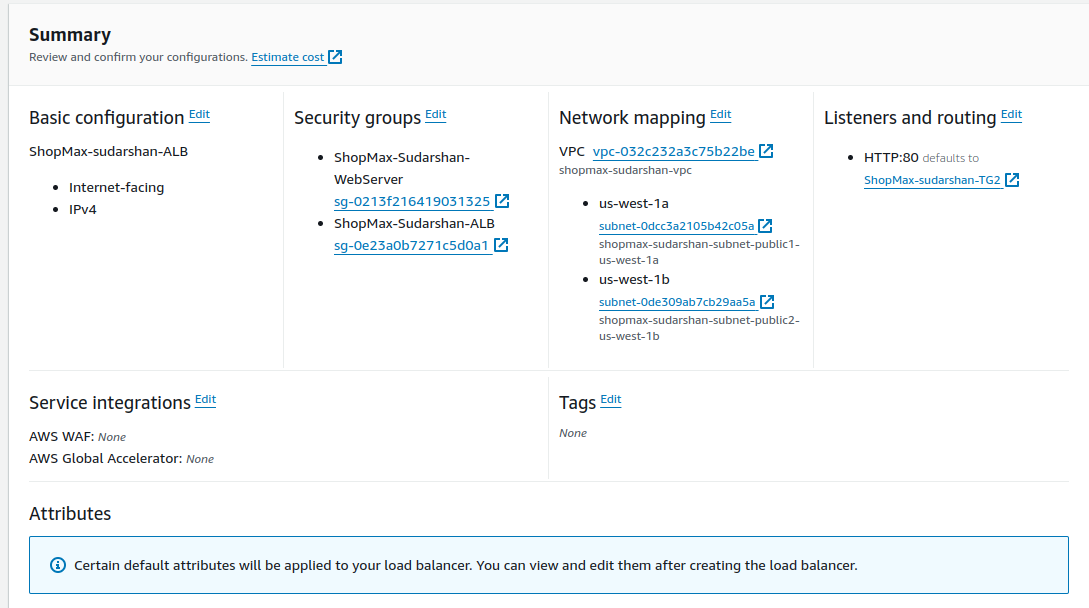 Summary
Review and confirm your configurations. Estimate cost
Basic configuration Edit
ShopMax-sudarshan-ALB
Internet-facing
IPv4
Security groups Edit
ShopMax-Sudarshan-
WebServer
sg-0213f216419031325
ShopMax-Sudarshan-ALB
sg-0e23a0b7271c5d0a1
Network mapping Edit
VPC vpc-032c232a3c75b22be
shopmax-sudarshan-vpc
us-west-1a
subnet-0dcc3a2105b42c05a
shopmax-sudarshan-subnet-public1-
us-west-1a
us-west-1b
subnet-0de309ab7cb29aa5a
shopmax-sudarshan-subnet-public2-
us-west-1b
Listeners and routing Edit
HTTP:80 defaults to
ShopMax-sudarshan-TG2
Service integrations Edit
AWS WAF: None
AWS Global Accelerator: None
Tags Edit
None
Attributes
Certain default attributes will be applied to your load balancer. You can view and edit them after creating the load balancer.